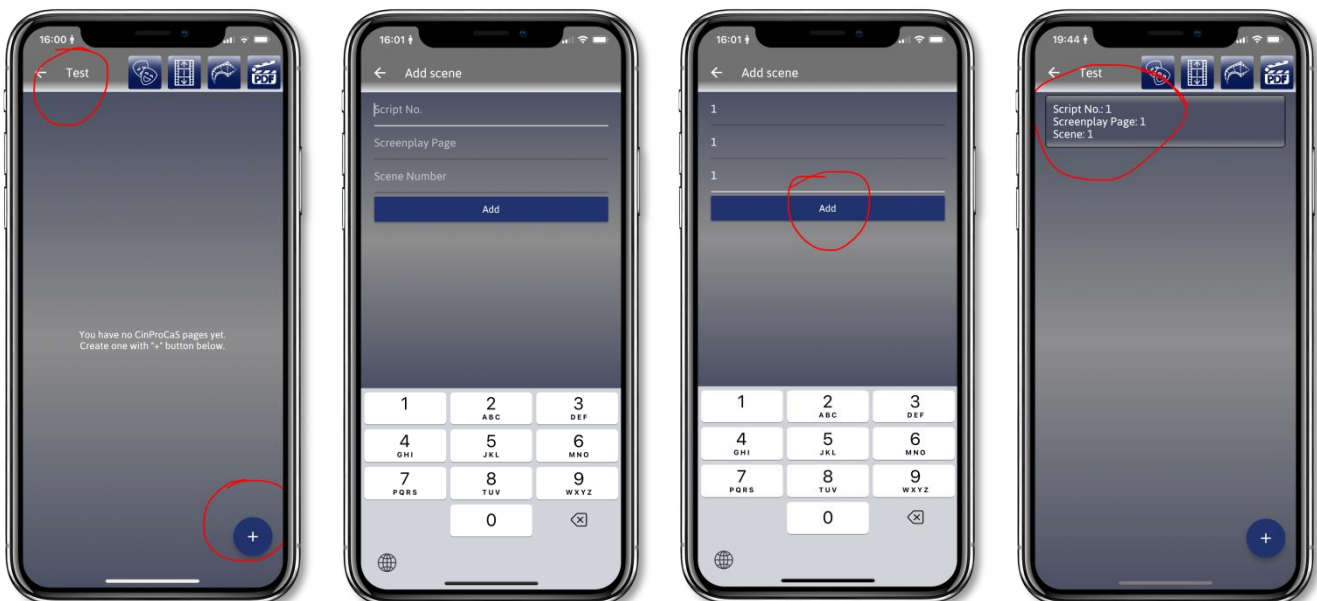 16:00
Test
PDF
You have no CinProCaS pages yet.
Create one with "+" button below.
+
16:01
Add scene
Script No.
Screenplay Page
Scene Number
Add
1
2
ABC
3
DEF
4
GHI
5
JKL
6
MNO
7
PQRS
8
TUV
9
WXYZ
0
16:01
Add scene
1
1
1
Add
1
2
ABC
3
DEF
4
GHI
5
JKL
6
MNO
7
PQRS
8
TUV
9
WXYZ
0
19:44
Test
PDF
Script No.: 1
Screenplay Page: 1
Scene: 1
+